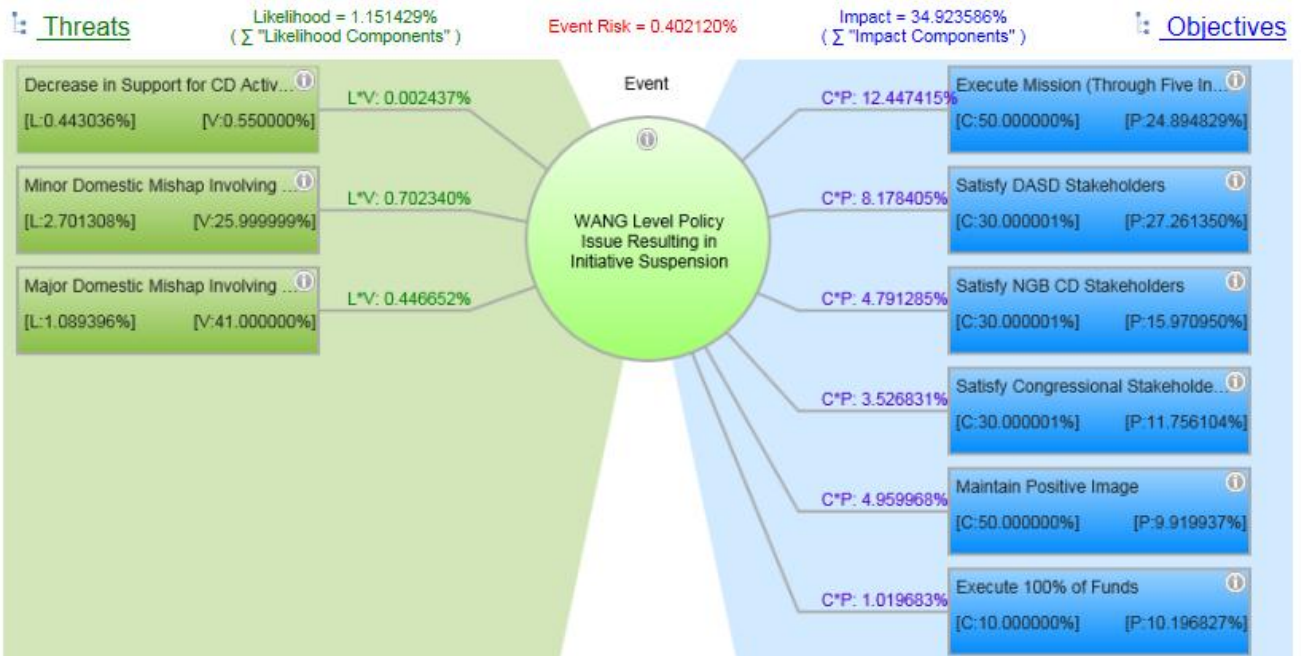 Threats
Likelihood = 1.151429%
( ∑ "Likelihood Components" )
Event Risk = 0.402120%
Impact = 34.923586%
( ∑ "Impact Components" )
Objectives
Decrease in Support for CD Activ...
[L:0.443036%] [V:0.550000%]
L*V: 0.002437%
Minor Domestic Mishap Involving ...
[L:2.701308%] [V:25.999999%]
L*V: 0.702340%
Major Domestic Mishap Involving ...
[L:1.089396%] [V:41.000000%]
L*V: 0.446652%
Event
WANG Level Policy
Issue Resulting in
Initiative Suspension
C*P: 12.447415%
Execute Mission (Through Five In...
[C:50.000000%] [P:24.894829%]
C*P: 8.178405%
Satisfy DASD Stakeholders
[C:30.000001%] [P:27.261350%]
C*P: 4.791285%
Satisfy NGB CD Stakeholders
[C:30.000001%] [P:15.970950%]
C*P: 3.526831%
Satisfy Congressional Stakeholde...
[C:30.000001%] [P:11.756104%]
C*P: 4.959968%
Maintain Positive Image
[C:50.000000%] [P:9.919937%]
C*P: 1.019683%
Execute 100% of Funds
[C:10.000000%] [P:10.196827%]